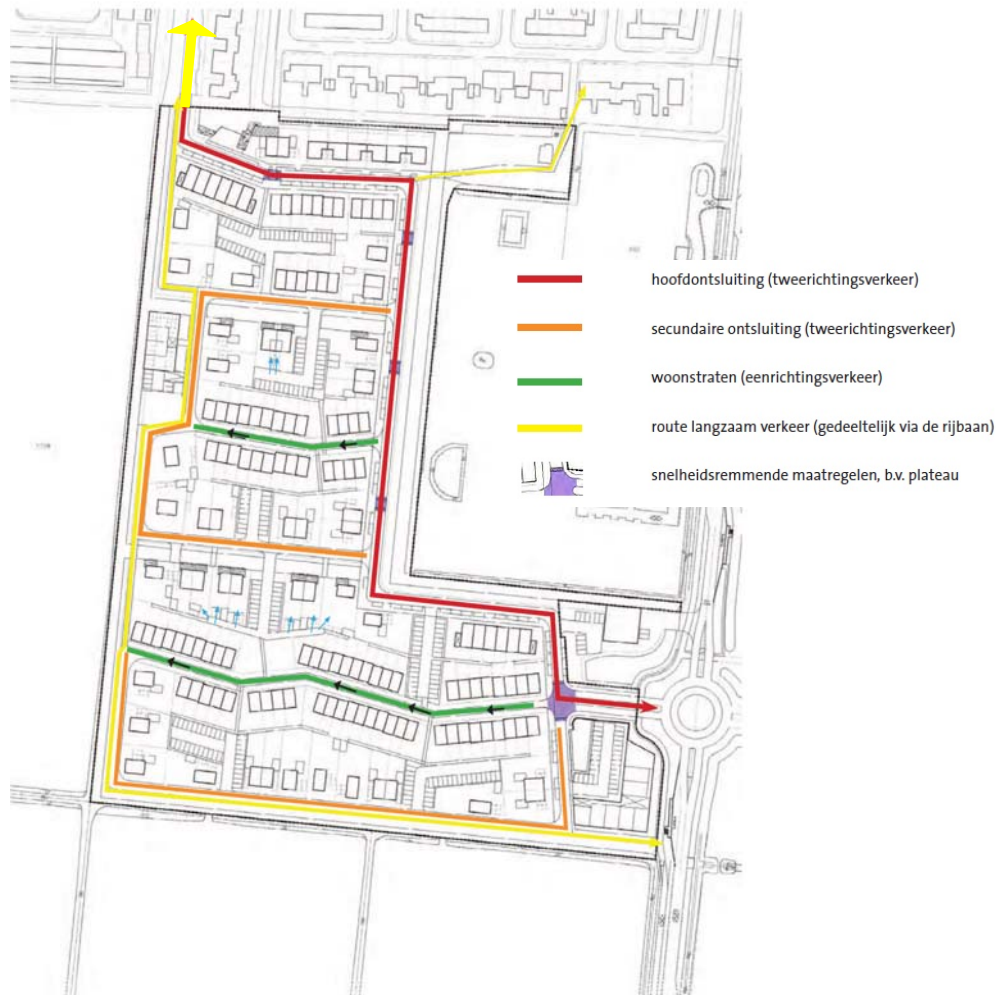 hoofdontsluiting (tweerichtingsverkeer)
secundaire ontsluiting (tweerichtingsverkeer)
woonstraten (eenrichtingsverkeer)
route langzaam verkeer (gedeeltelijk via de rijbaan)
snelheidsremmende maatregelen, b.v. plateau